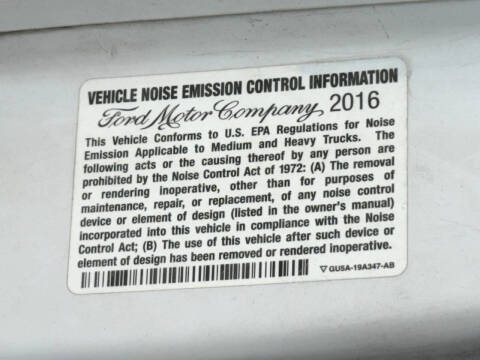 VEHICLE NOISE EMISSION CONTROL INFORMATION
Ford Motor Company 2016
This Vehicle Conforms to U.S. EPA Regulations for Noise
Emission Applicable to Medium and Heavy Trucks. The
following acts or the causing thereof by any person are
prohibited by the Noise Control Act of 1972: (A) The removal
or rendering inoperative, other than for purposes of
maintenance, repair, or replacement, of any noise control
device or element of design (listed in the owner's manual)
incorporated into this vehicle in compliance with the Noise
Control Act; (B) The use of this vehicle after such device or
element of design has been removed or rendered inoperative.
▽ GU5A-19A347-AB